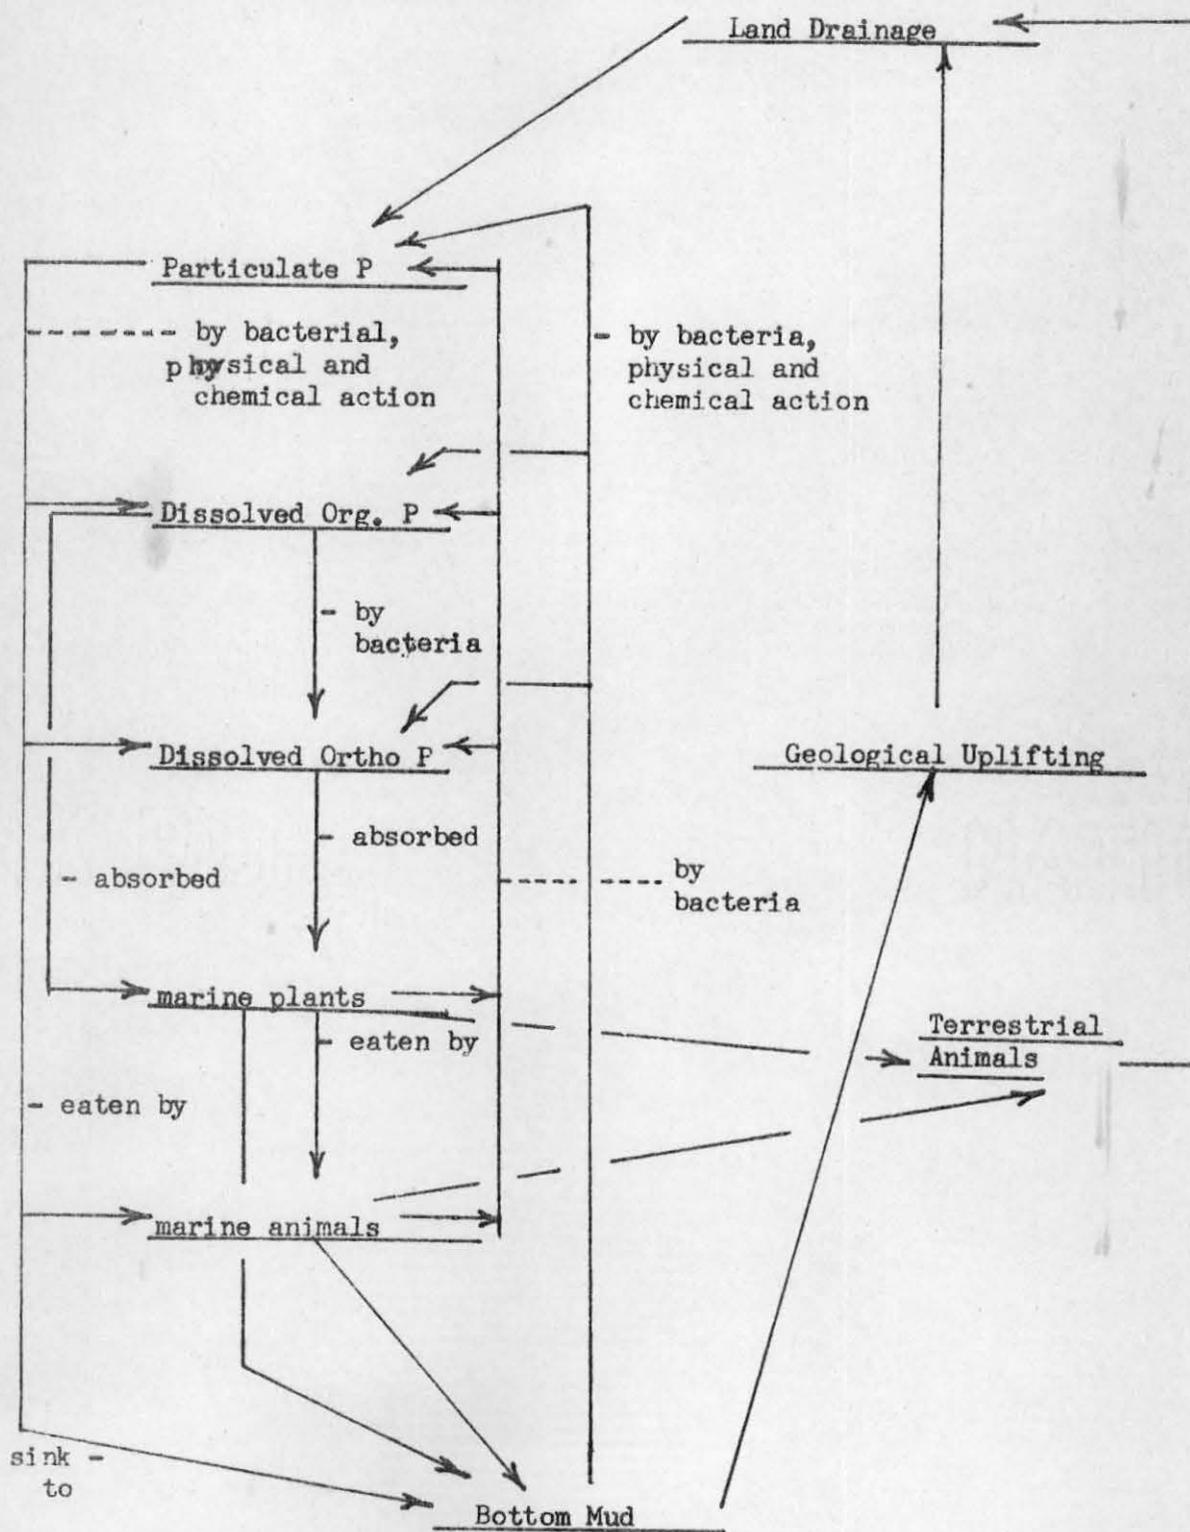 Land Drainage
Particulate P
by bacterial,
physical and
chemical action
- by bacteria,
physical and
chemical action
Dissolved Org. P
- by
bacteria
Dissolved Ortho P
Geological Uplifting
- absorbed
- absorbed
by
bacteria
marine plants
- eaten by
Terrestrial
Animals
- eaten by
marine animals
sink -
to
Bottom Mud